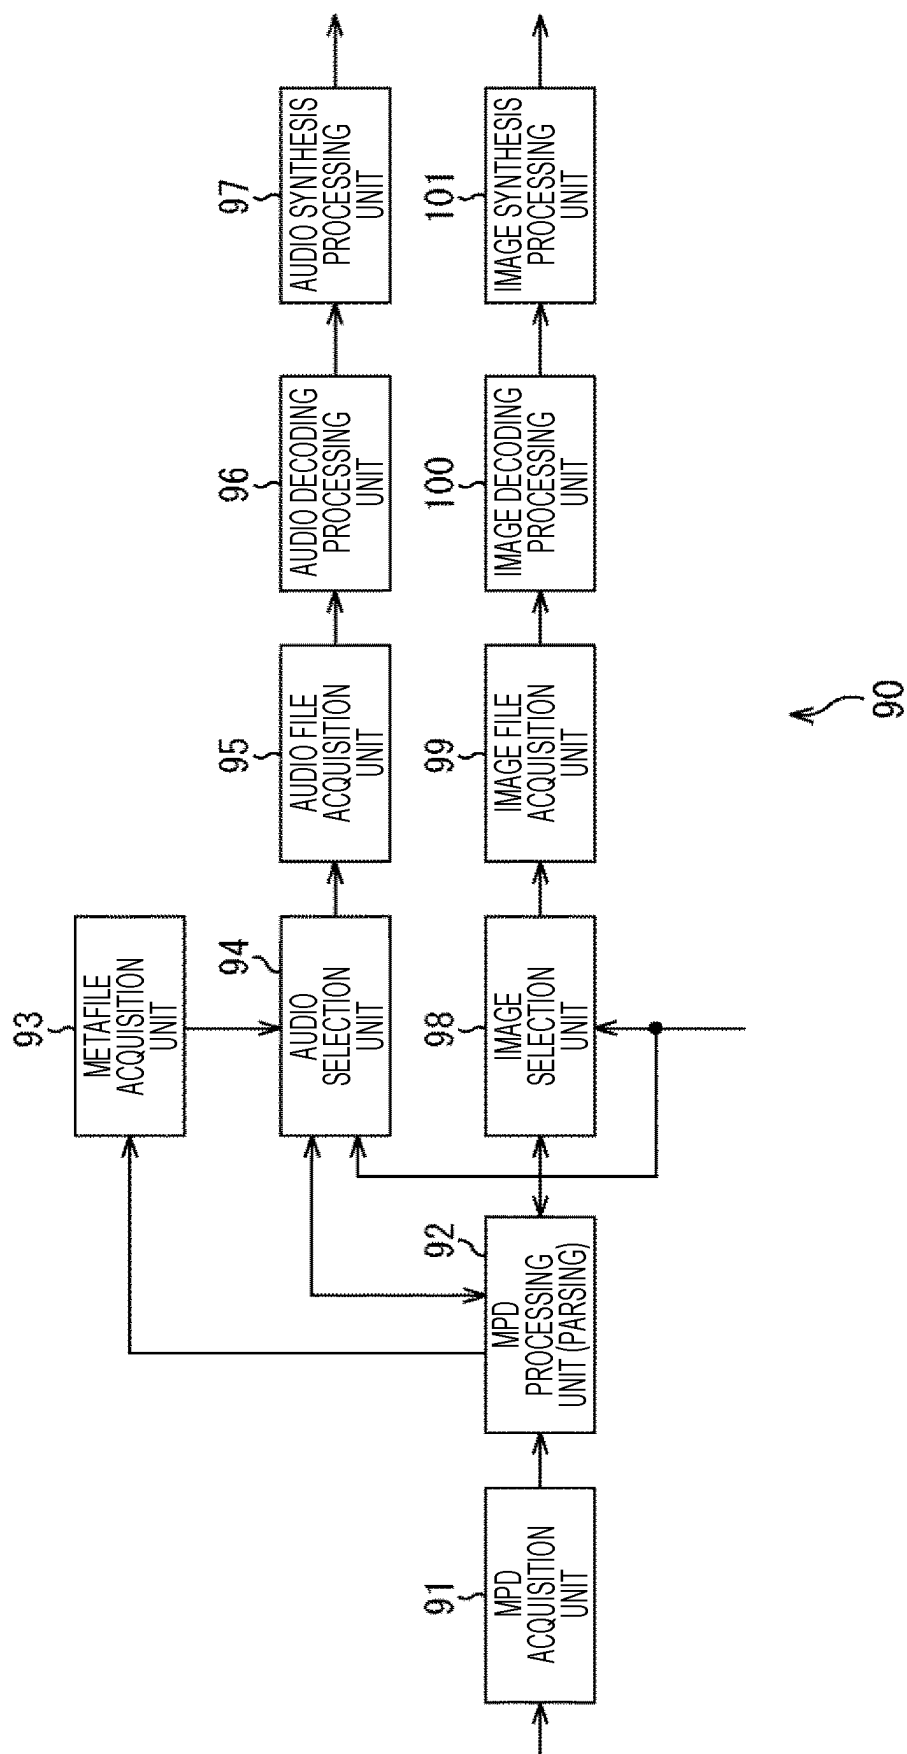 93
METAFILE
ACQUISITION
UNIT
91
MPD
ACQUISITION
UNIT
92
MPD
PROCESSING
UNIT (PARSING)
94
AUDIO
SELECTION
UNIT
95
AUDIO FILE
ACQUISITION
UNIT
96
AUDIO DECODING
PROCESSING
UNIT
97
AUDIO SYNTHESIS
PROCESSING
UNIT
98
IMAGE
SELECTION
UNIT
99
IMAGE FILE
ACQUISITION
UNIT
100
IMAGE DECODING
PROCESSING
UNIT
101
IMAGE SYNTHESIS
PROCESSING
UNIT
90